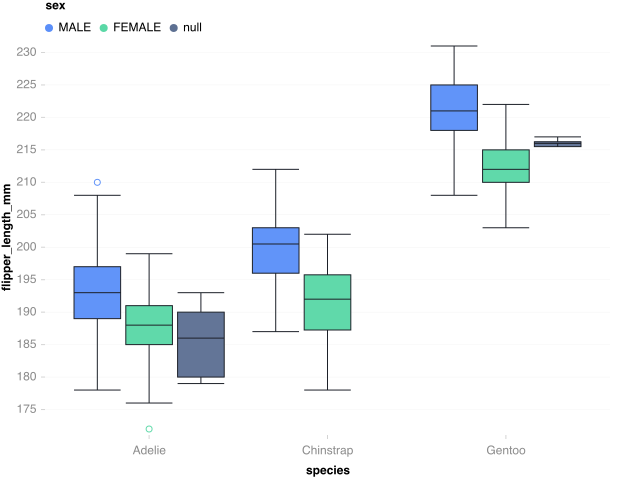 sex
MALE FEMALE null
230
225
220
215
210
205
200
195
190
185
180
175
flipper_length_mm
Adelie Chinstrap Gentoo
species